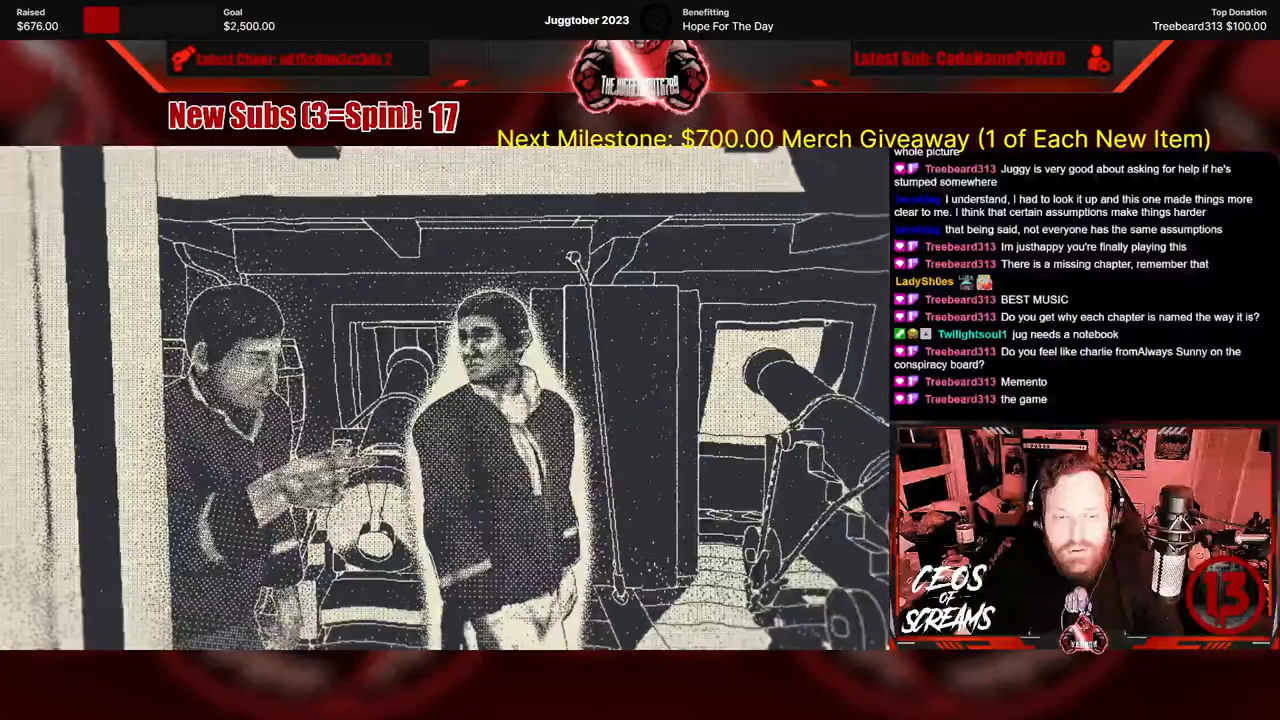 Raised
$676.00
Goal
$2,500.00
Juggtober 2023
Benefitting
Hope For The Day
Top Donation
Treebeard313 $100.00
Latest Sub: CodeNamePOWER
New Subs (3=Spin): 17
Next Milestone: $700.00 Merch Giveaway (1 of Each New Item)
whole picture
Treebeard313 Juggy is very good about asking for help if he's
stumped somewhere
I understand, I had to look it up and this one made things more
clear to me. I think that certain assumptions make things harder
that being said, not everyone has the same assumptions
Treebeard313 Im justhappy you're finally playing this
Treebeard313 There is a missing chapter, remember that
LadySh0es
Treebeard313 BEST MUSIC
Treebeard313 Do you get why each chapter is named the way it is?
Twilightsoul1 jug needs a notebook
Treebeard313 Do you feel like charlie fromAlways Sunny on the
conspiracy board?
Treebeard313 Memento
Treebeard313 the game
CEOS
OF
SCREAMS
13